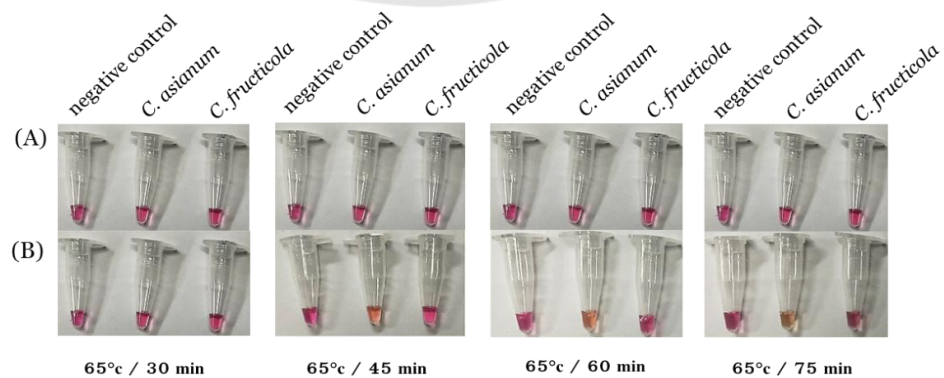 negative control C. asianum C. fructicola negative control C. asianum C. fructicola negative control C. asianum C. fructicola negative control C. asianum C. fructicola
(A)
(B)
65°c / 30 min 65°c / 45 min 65°c / 60 min 65°c / 75 min